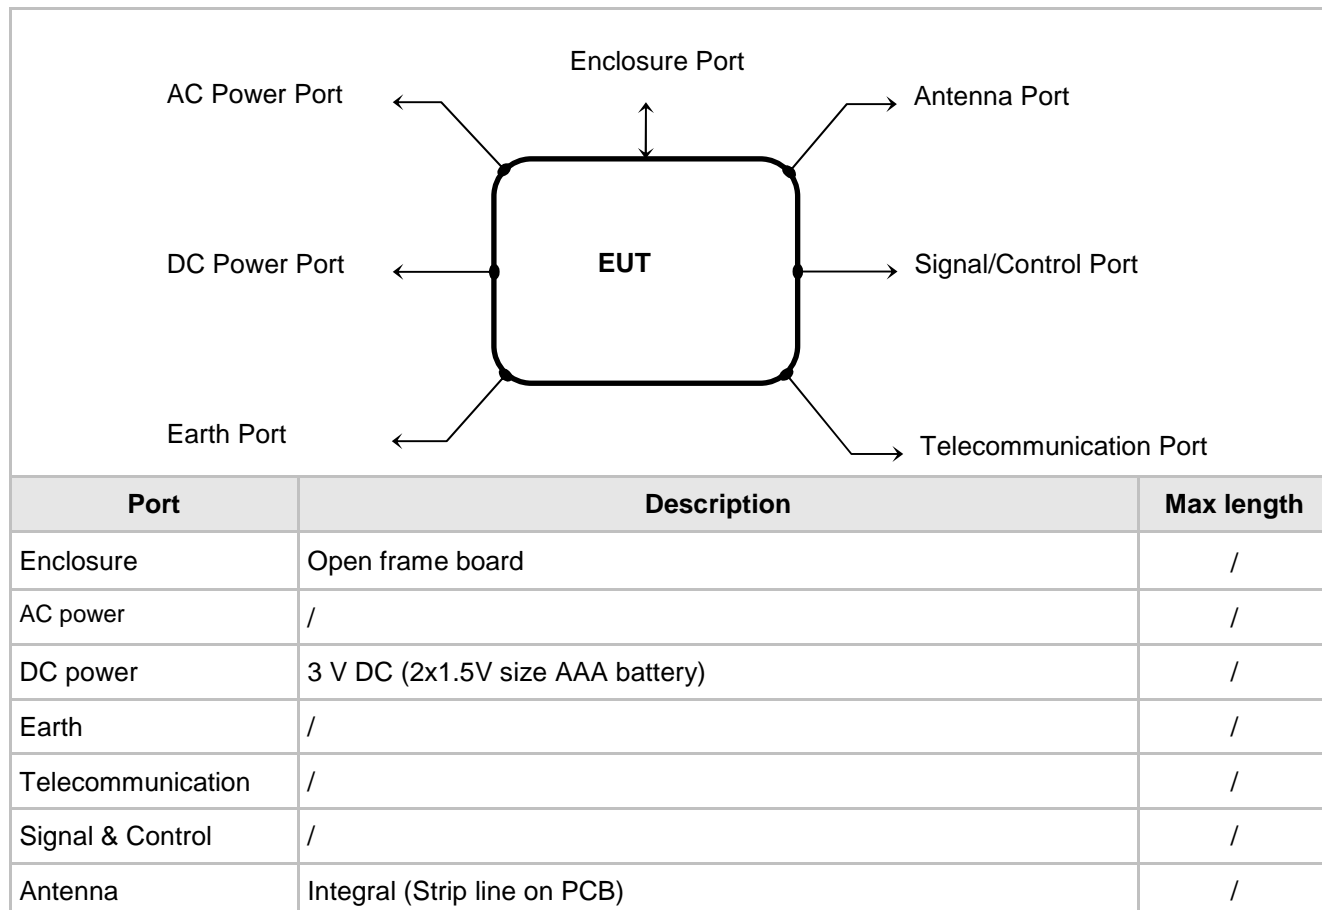 Enclosure Port
AC Power Port
Antenna Port
DC Power Port
EUT
Signal/Control Port
Earth Port
Telecommunication Port
Port Description Max length
Enclosure Open frame board /
AC power / /
DC power 3 V DC (2x1.5V size AAA battery) /
Earth / /
Telecommunication / /
Signal & Control / /
Antenna Integral (Strip line on PCB) /